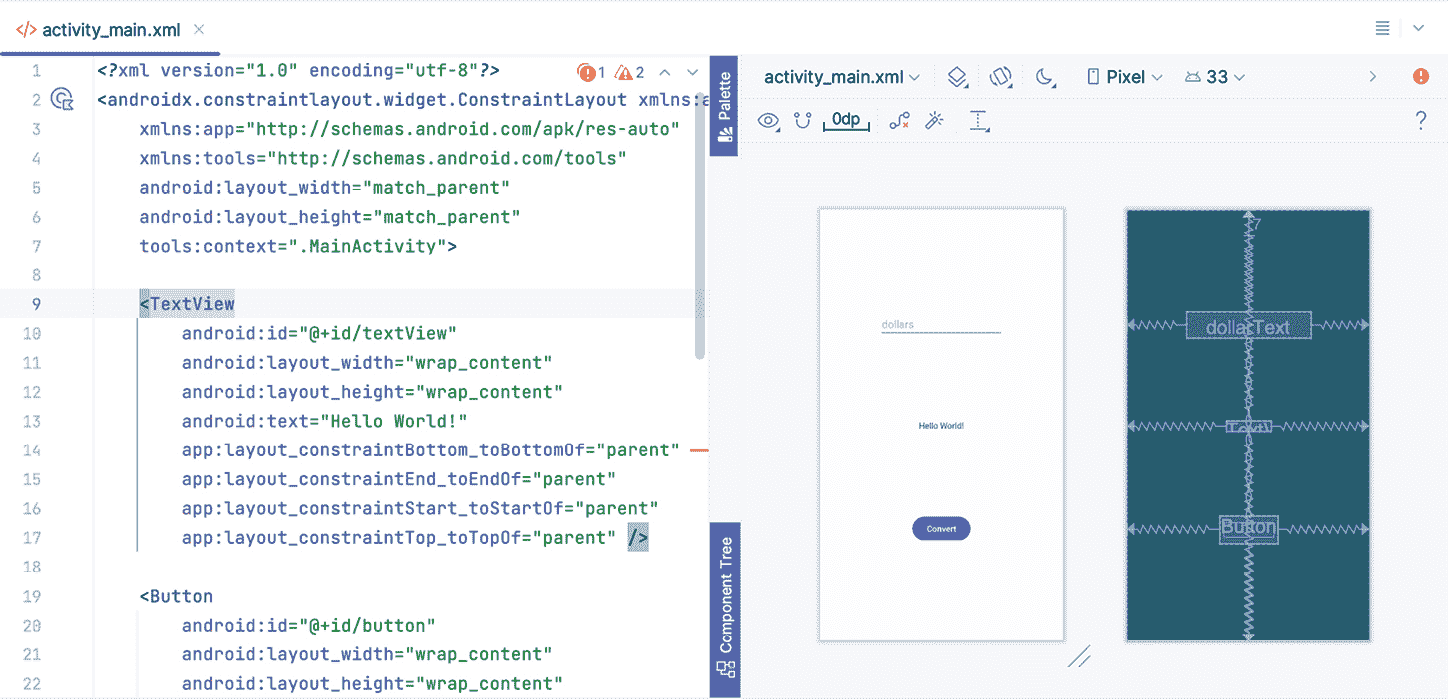 activity_main.xml
1 <?xml version="1.0" encoding="utf-8"?> 1 2
2 <androidx.constraintlayout.widget.ConstraintLayout xmlns:a
3 xmlns:app="http://schemas.android.com/apk/res-auto"
4 xmlns:tools="http://schemas.android.com/tools"
5 android:layout_width="match_parent"
6 android:layout_height="match_parent"
7 tools:context=".MainActivity">
8
9 <TextView
10 android:id="@+id/textView"
11 android:layout_width="wrap_content"
12 android:layout_height="wrap_content"
13 android:text="Hello World!"
14 app:layout_constraintBottom_toBottomOf="parent"
15 app:layout_constraintEnd_toEndOf="parent"
16 app:layout_constraintStart_toStartOf="parent"
17 app:layout_constraintTop_toTopOf="parent" />
18
19 <Button
20 android:id="@+id/button"
21 android:layout_width="wrap_content"
22 android:layout_height="wrap_content"
Palette
Component Tree
activity_main.xml Pixel 33
0dp ?
dollars
Hello World!
Convert
7
dollarText
Button